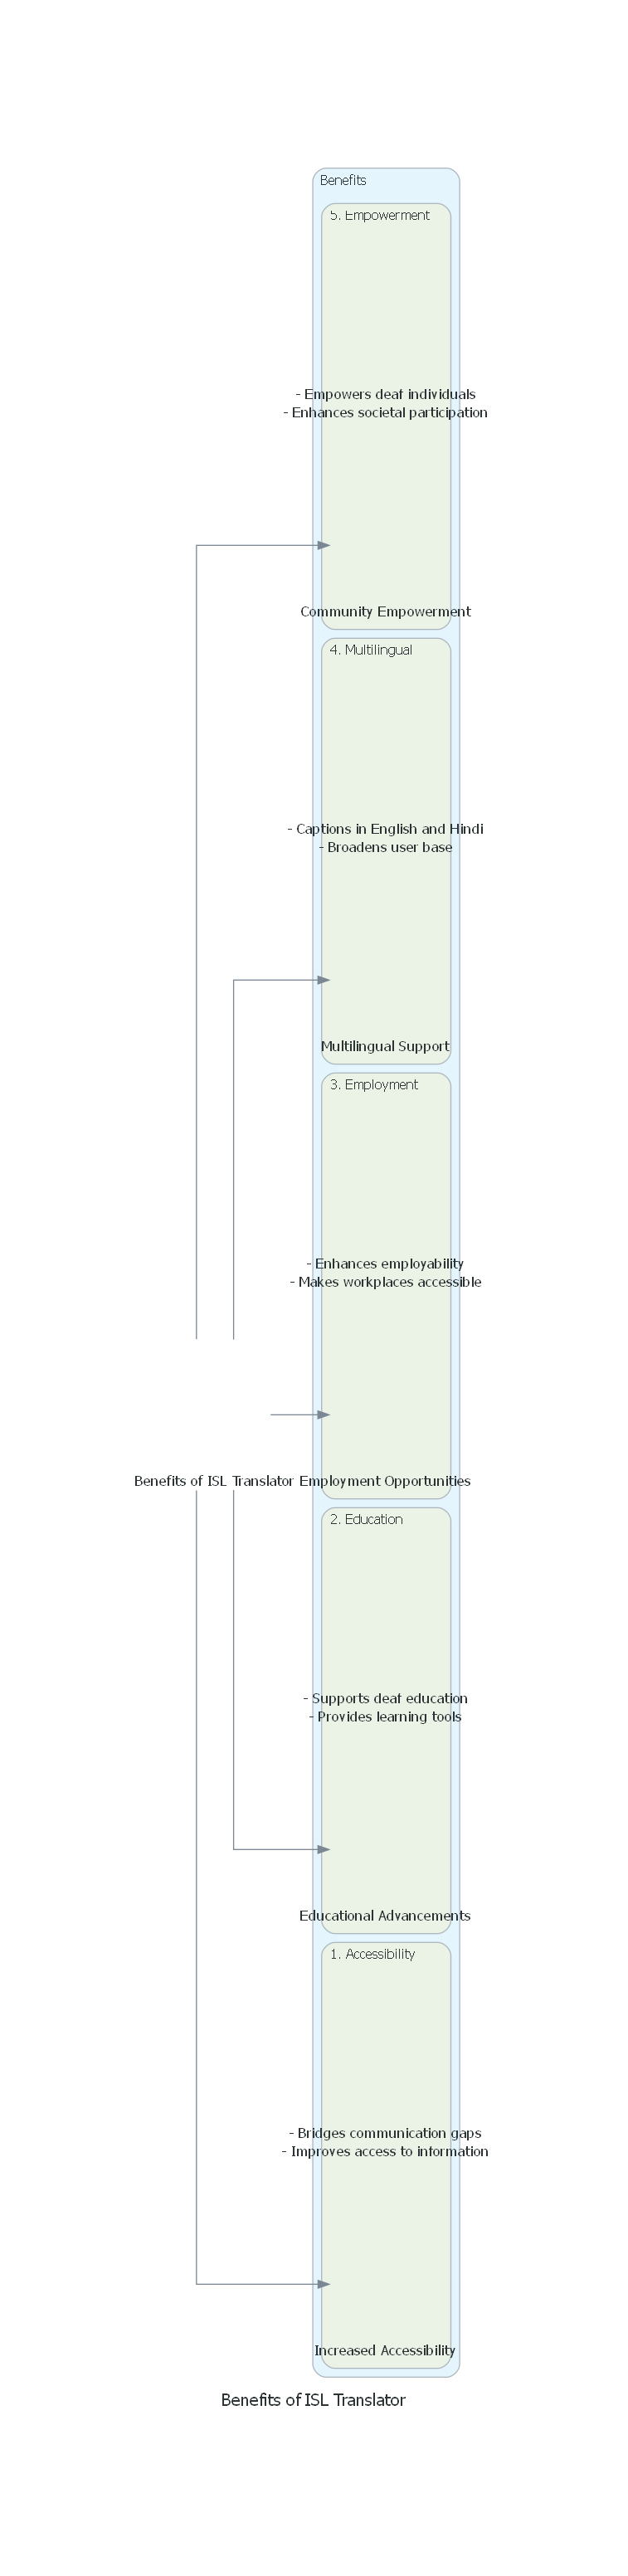 Benefits
5. Empowerment
- Empowers deaf individuals
- Enhances societal participation
Community Empowerment
4. Multilingual
- Captions in English and Hindi
- Broadens user base
Multilingual Support
3. Employment
- Enhances employability
- Makes workplaces accessible
Benefits of ISL Translator
Employment Opportunities
2. Education
- Supports deaf education
- Provides learning tools
Educational Advancements
1. Accessibility
- Bridges communication gaps
- Improves access to information
Increased Accessibility
Benefits of ISL Translator